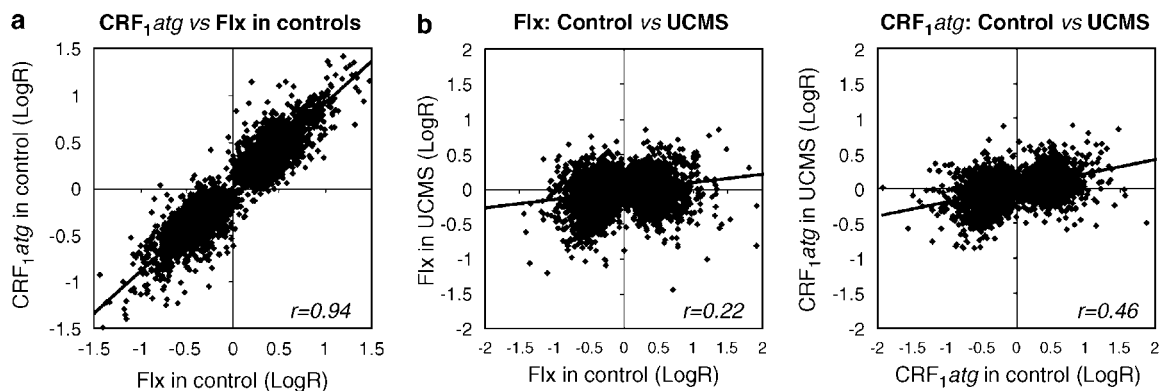 a CRF₁atg vs Flx in controls
CRF₁atg in control (LogR)
1.5
1
0.5
0
-0.5
-1
-1.5
r=0.94
-1.5 -1 -0.5 0 0.5 1 1.5
Flx in control (LogR)
b Flx: Control vs UCMS
Flx in UCMS (LogR)
2
1.5
1
0.5
0
-0.5
-1
-1.5
-2
r=0.22
-2 -1.5 -1 -0.5 0 0.5 1 1.5 2
Flx in control (LogR)
CRF₁atg: Control vs UCMS
CRF₁atg in UCMS (LogR)
2
1.5
1
0.5
0
-0.5
-1
-1.5
-2
r=0.46
-2 -1.5 -1 -0.5 0 0.5 1 1.5 2
CRF₁atg in control (LogR)